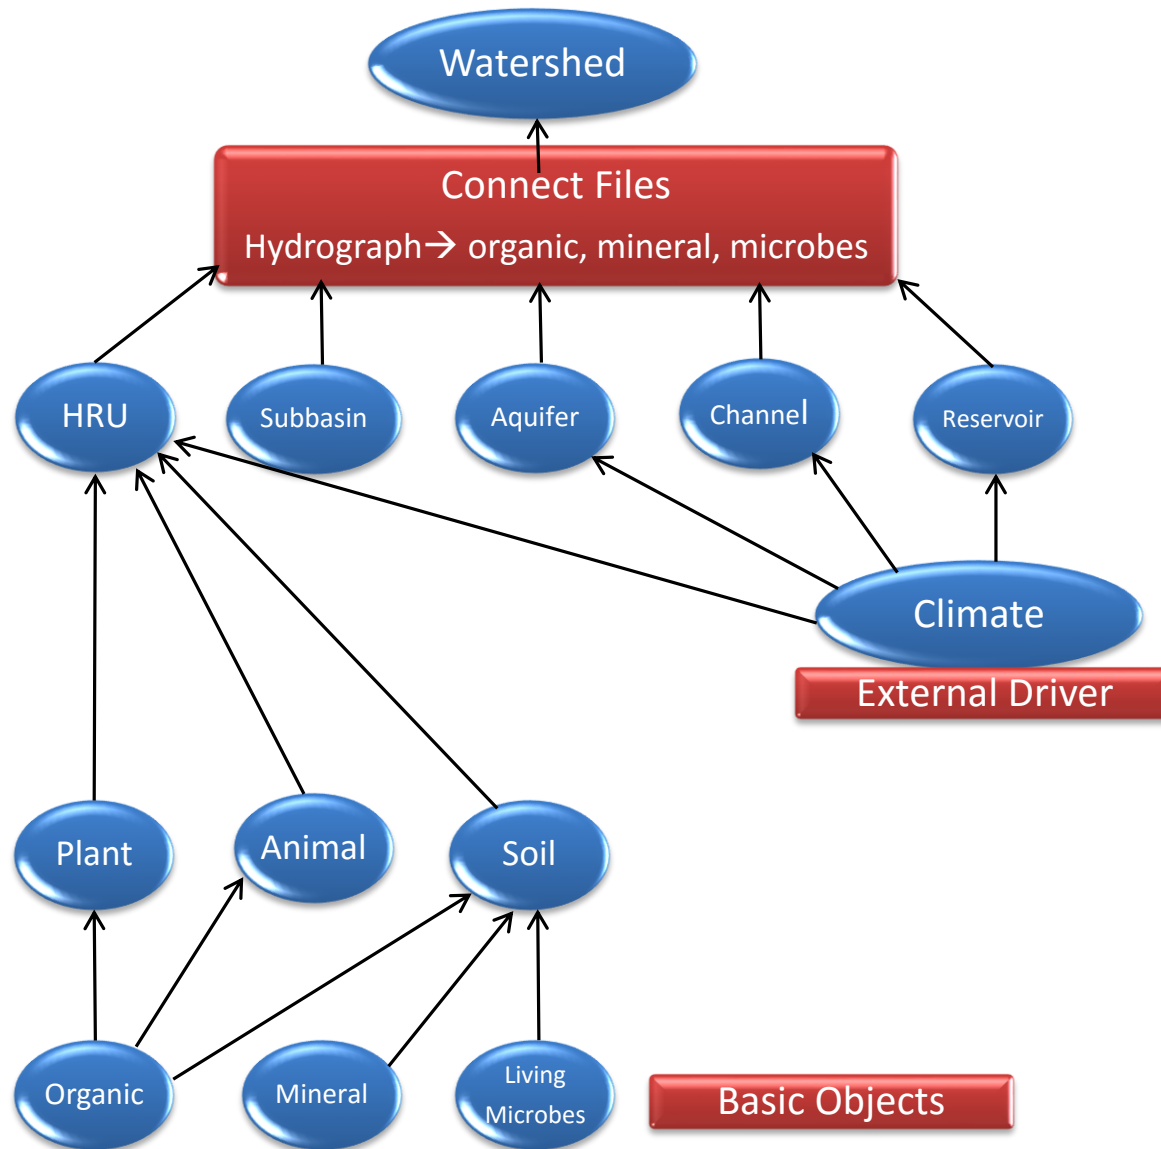 Watershed
Connect Files
Hydrograph→ organic, mineral, microbes
HRU
Subbasin
Aquifer
Channel
Reservoir
Climate
External Driver
Plant
Animal
Soil
Organic
Mineral
Living
Microbes
Basic Objects